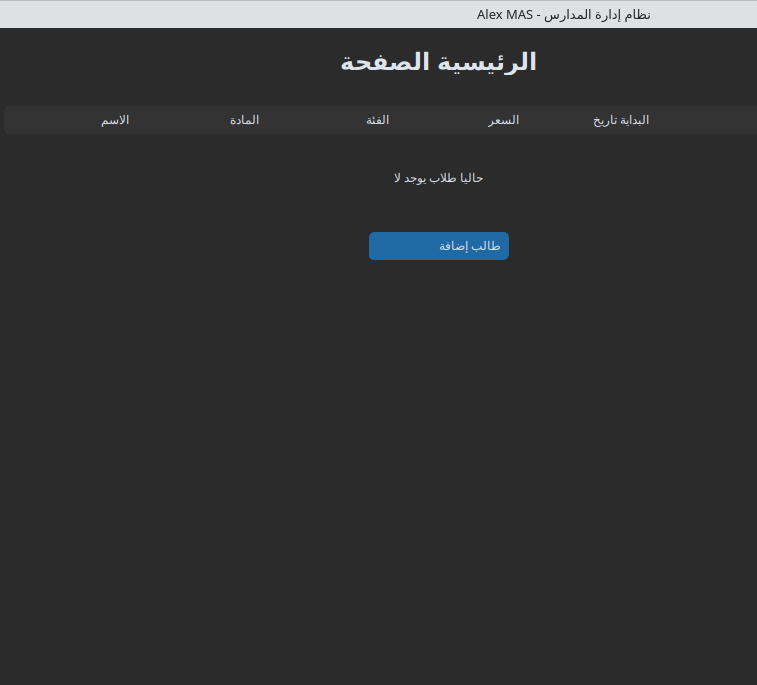 نظام إدارة المدارس - Alex MAS
الرئيسية الصفحة
البداية تاريخ السعر الفئة المادة الاسم
حاليا طلاب يوجد لا
طالب إضافة